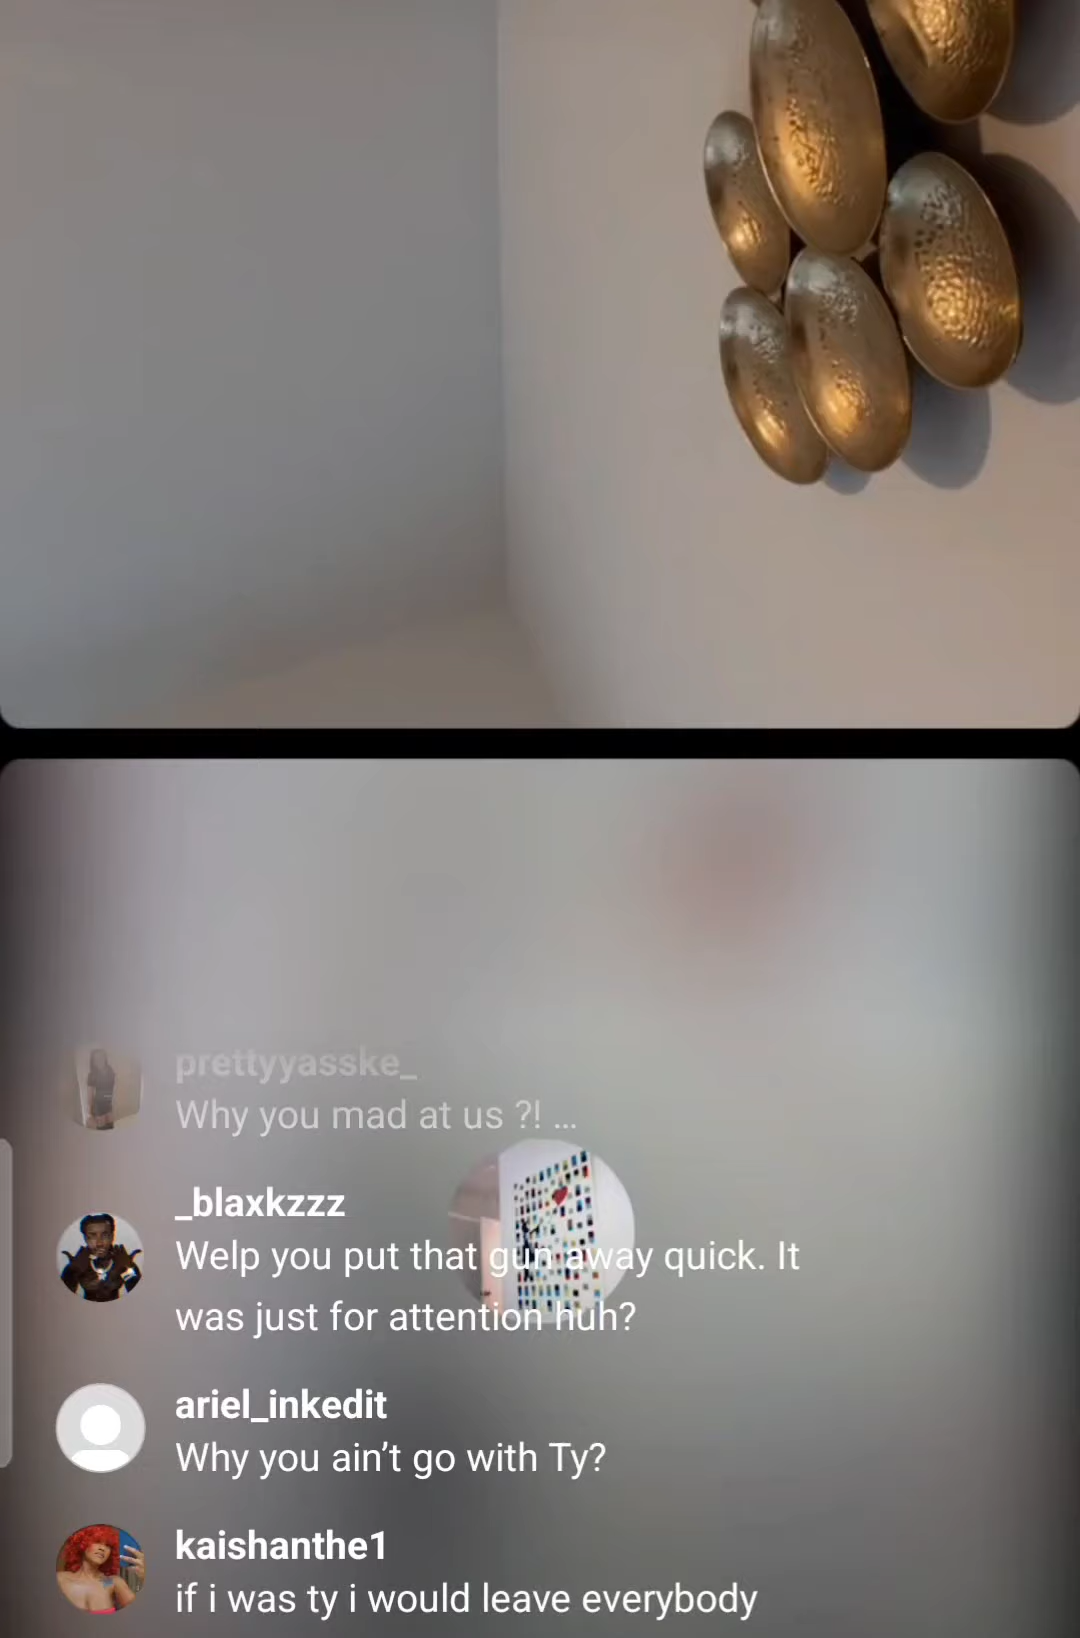 prettyyasske_
Why you mad at us ?! ...
_blaxkzzz
Welp you put that gun away quick. It
was just for attention huh?
ariel_inkedit
Why you ain't go with Ty?
kaishanthe1
if i was ty i would leave everybody